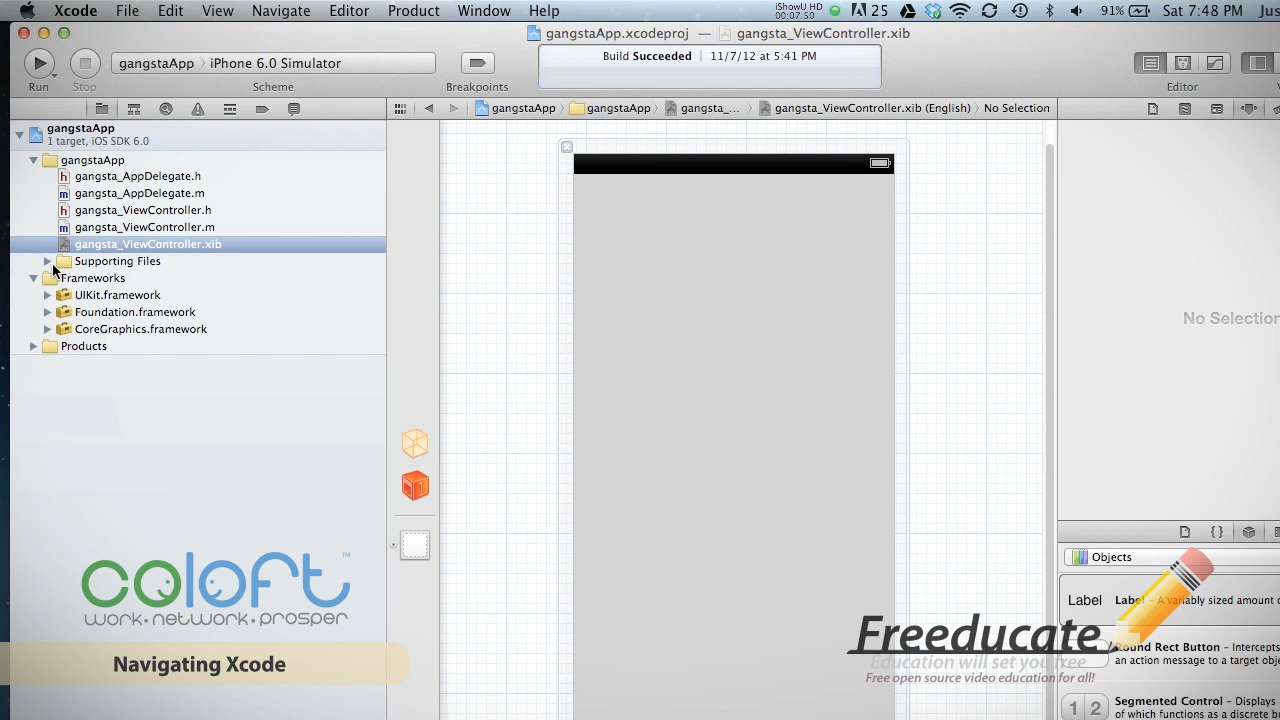 Xcode File Edit View Navigate Editor Product Window Help
iShowU HD
00:07:50
25
91%
Sat 7:48 PM
gangstaApp.xcodeproj — gangsta_ViewController.xib
gangstaApp iPhone 6.0 Simulator
Build Succeeded | 11/7/12 at 5:41 PM
Run Stop Scheme Breakpoints Editor
gangstaApp gangstaApp gangsta_... gangsta_ViewController.xib (English) No Selection
gangstaApp
1 target, iOS SDK 6.0
gangstaApp
h gangsta_AppDelegate.h
m gangsta_AppDelegate.m
h gangsta_ViewController.h
m gangsta_ViewController.m
gangsta_ViewController.xib
Supporting Files
Frameworks
UIKit.framework
Foundation.framework
CoreGraphics.framework
Products
No Selection
{ }
Objects
Label Label – A variably sized amount
Round Rect Button – Intercepts
an action message to a target
1 2 Segmented Control – Displays
of which functions as a discrete
coloft™
work.network.prosper
Navigating Xcode
Freeducate
Education will set you free
Free open source video education for all!